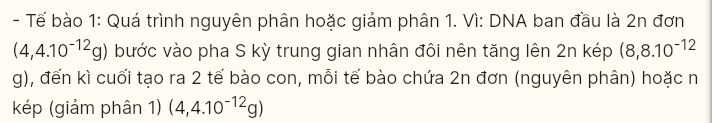 - Tế bào 1: Quá trình nguyên phân hoặc giảm phân 1. Vì: DNA ban đầu là 2n đơn
(4,4.10⁻¹²g) bước vào pha S kỳ trung gian nhân đôi nên tăng lên 2n kép (8,8.10⁻¹²
g), đến kì cuối tạo ra 2 tế bào con, mỗi tế bào chứa 2n đơn (nguyên phân) hoặc n
kép (giảm phân 1) (4,4.10⁻¹²g)